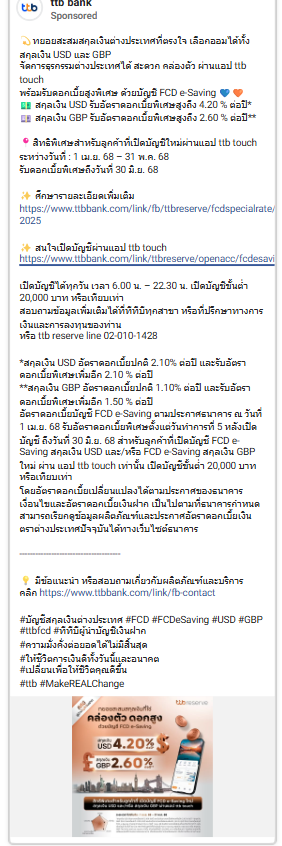 ttb bank
Sponsored
💫 ทยอยสะสมสกุลเงินต่างประเทศที่ตรงใจ เลือกออมได้ทั้ง
สกุลเงิน USD และ GBP
จัดการธุรกรรมต่างประเทศได้ สะดวก คล่องตัว ผ่านแอป ttb
touch
พร้อมรับดอกเบี้ยสูงพิเศษ ด้วยบัญชี FCD e-Saving 💙 🧡
💵 สกุลเงิน USD รับอัตราดอกเบี้ยพิเศษสูงถึง 4.20 % ต่อปี*
💷 สกุลเงิน GBP รับอัตราดอกเบี้ยพิเศษสูงถึง 2.60 % ต่อปี**
📍 สิทธิพิเศษสำหรับลูกค้าที่เปิดบัญชีใหม่ผ่านแอป ttb touch
ระหว่างวันที่ : 1 เม.ย. 68 – 31 พ.ค. 68
รับดอกเบี้ยพิเศษถึงวันที่ 30 มิ.ย. 68
✨ ศึกษารายละเอียดเพิ่มเติม
https://www.ttbbank.com/link/fb/ttbreserve/fcdspecialrate/
2025
✨ สนใจเปิดบัญชีผ่านแอป ttb touch
https://www.ttbbank.com/link/ttbreserve/openacc/fcdesavi
เปิดบัญชีได้ทุกวัน เวลา 6.00 น. – 22.30 น. เปิดบัญชีขั้นต่ำ
20,000 บาท หรือเทียบเท่า
สอบถามข้อมูลเพิ่มเติมได้ที่ทีทีบีทุกสาขา หรือที่ปรึกษาทางการ
เงินและการลงทุนของท่าน
หรือ ttb reserve line 02-010-1428
*สกุลเงิน USD อัตราดอกเบี้ยปกติ 2.10% ต่อปี และรับอัตรา
ดอกเบี้ยพิเศษเพิ่มอีก 2.10 % ต่อปี
**สกุลเงิน GBP อัตราดอกเบี้ยปกติ 1.10% ต่อปี และรับอัตรา
ดอกเบี้ยพิเศษเพิ่มอีก 1.50 % ต่อปี
อัตราดอกเบี้ยบัญชี FCD e-Saving ตามประกาศธนาคาร ณ วันที่
1 เม.ย. 68 รับอัตราดอกเบี้ยพิเศษตั้งแต่วันทำการที่ 5 หลังเปิด
บัญชี ถึงวันที่ 30 มิ.ย. 68 สำหรับลูกค้าที่เปิดบัญชี FCD e-
Saving สกุลเงิน USD และ/หรือ FCD e-Saving สกุลเงิน GBP
ใหม่ ผ่าน แอป ttb touch เท่านั้น เปิดบัญชีขั้นต่ำ 20,000 บาท
หรือเทียบเท่า
โดยอัตราดอกเบี้ยเปลี่ยนแปลงได้ตามประกาศของธนาคาร
เงื่อนไขและอัตราดอกเบี้ยเงินฝาก เป็นไปตามที่ธนาคารกำหนด
สามารถเรียกดูข้อมูลผลิตภัณฑ์และประกาศอัตราดอกเบี้ยเงิน
ตราต่างประเทศปัจจุบันได้ทางเว็บไซต์ธนาคาร
----------------------------------
💡 มีข้อแนะนำ หรือสอบถามเกี่ยวกับผลิตภัณฑ์และบริการ
คลิก https://www.ttbbank.com/link/fb-contact
#บัญชีสกุลเงินต่างประเทศ #FCD #FCDeSaving #USD #GBP
#ttbfcd #ทีทีบีผู้นำบัญชีเงินฝาก
#ความมั่งคั่งต่อยอดได้ไม่มีสิ้นสุด
#ให้ชีวิตการเงินดีทั้งวันนี้และอนาคต
#เปลี่ยนเพื่อให้ชีวิตคุณดีขึ้น
#ttb #MakeREALChange
ttb reserve
ทยอยสะสมสกุลเงินที่ใช่
คล่องตัว ดอกสูง
ด้วยบัญชี FCD e-Saving
USD 4.20%
GBP 2.60%